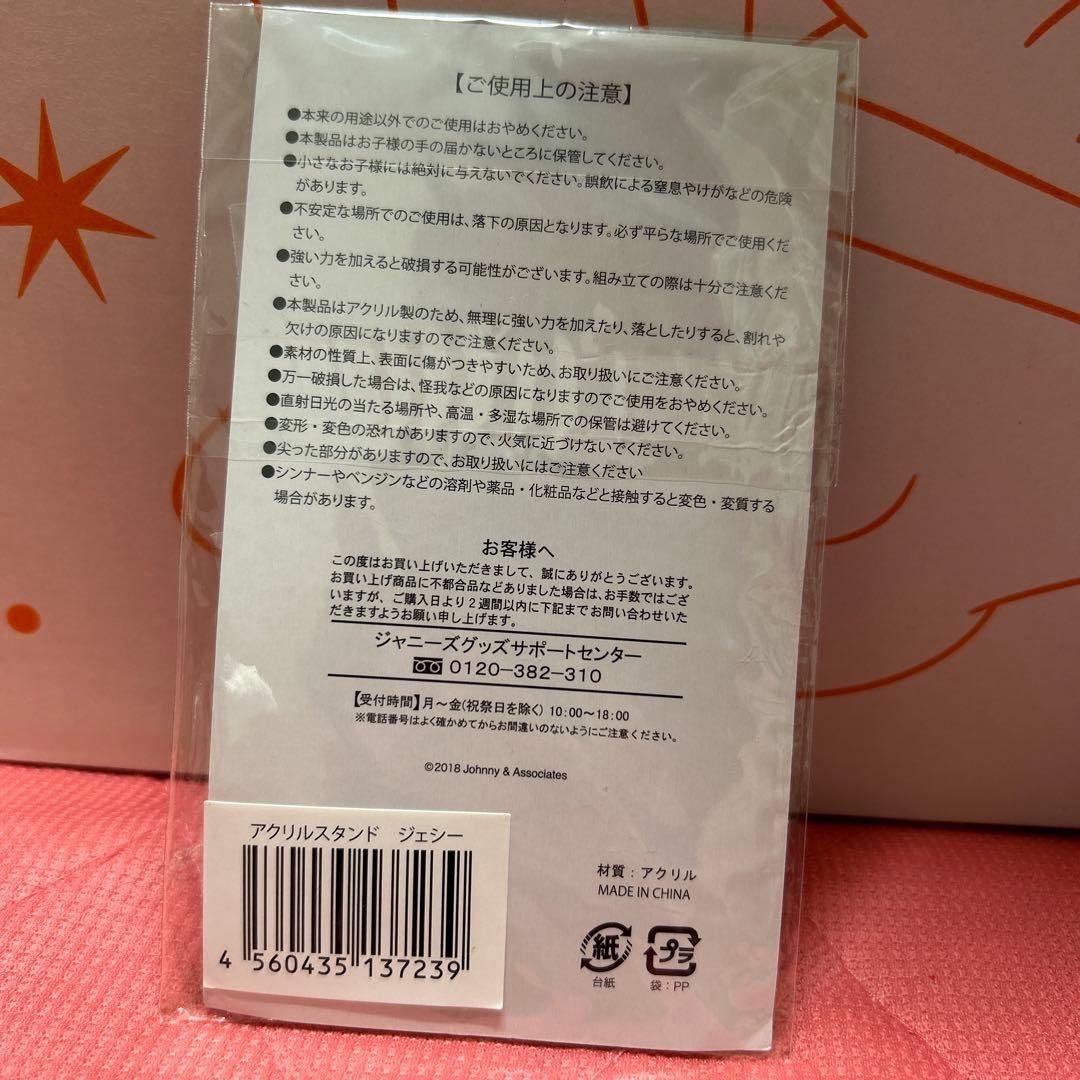 【ご使用上の注意】
●本来の用途以外でのご使用はおやめください。
●本製品はお子様の手の届かないところに保管してください。
●小さなお子様には絶対に与えないでください。誤飲による窒息やけがなどの危険
があります。
●不安定な場所でのご使用は、落下の原因となります。必ず平らな場所でご使用くだ
さい。
●強い力を加えると破損する可能性がございます。組み立ての際は十分ご注意くだ
さい。
●本製品はアクリル製のため、無理に強い力を加えたり、落としたりすると、割れや
欠けの原因になりますのでご注意ください。
●素材の性質上、表面に傷がつきやすいため、お取り扱いにご注意ください。
●万一破損した場合は、怪我などの原因になりますのでご使用をおやめください。
●直射日光の当たる場所や、高温・多湿な場所での保管は避けてください。
●変形・変色の恐れがありますので、火気に近づけないでください。
●尖った部分がありますので、お取り扱いにはご注意ください
●シンナーやベンジンなどの溶剤や薬品・化粧品などと接触すると変色・変質する
場合があります。
お客様へ
この度はお買い上げいただきまして、誠にありがとうございます。
お買い上げ商品に不都合品などありました場合は、お手数ではござ
いますが、ご購入日より2週間以内に下記までお問い合わせいた
だきますようお願い申し上げます。
ジャニーズグッズサポートセンター
0120-382-310
【受付時間】月〜金(祝祭日を除く) 10:00〜18:00
※電話番号はよく確かめてからお間違いのないようにご注意ください。
©2018 Johnny & Associates
アクリルスタンド ジェシー
4 560435 137239
材質：アクリル
MADE IN CHINA
紙
台紙
プラ
袋：PP